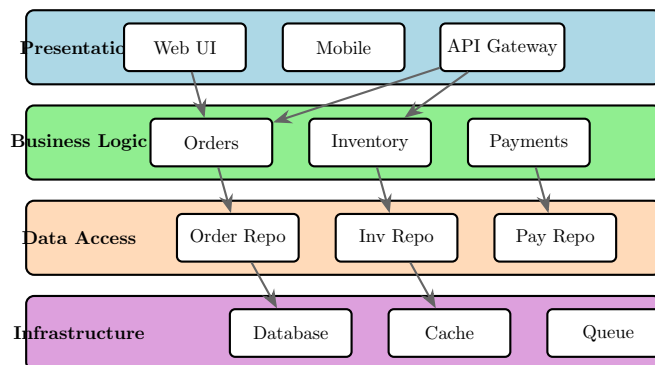 Presentatio
Web UI
Mobile
API Gateway
Business Logic
Orders
Inventory
Payments
Data Access
Order Repo
Inv Repo
Pay Repo
Infrastructure
Database
Cache
Queue